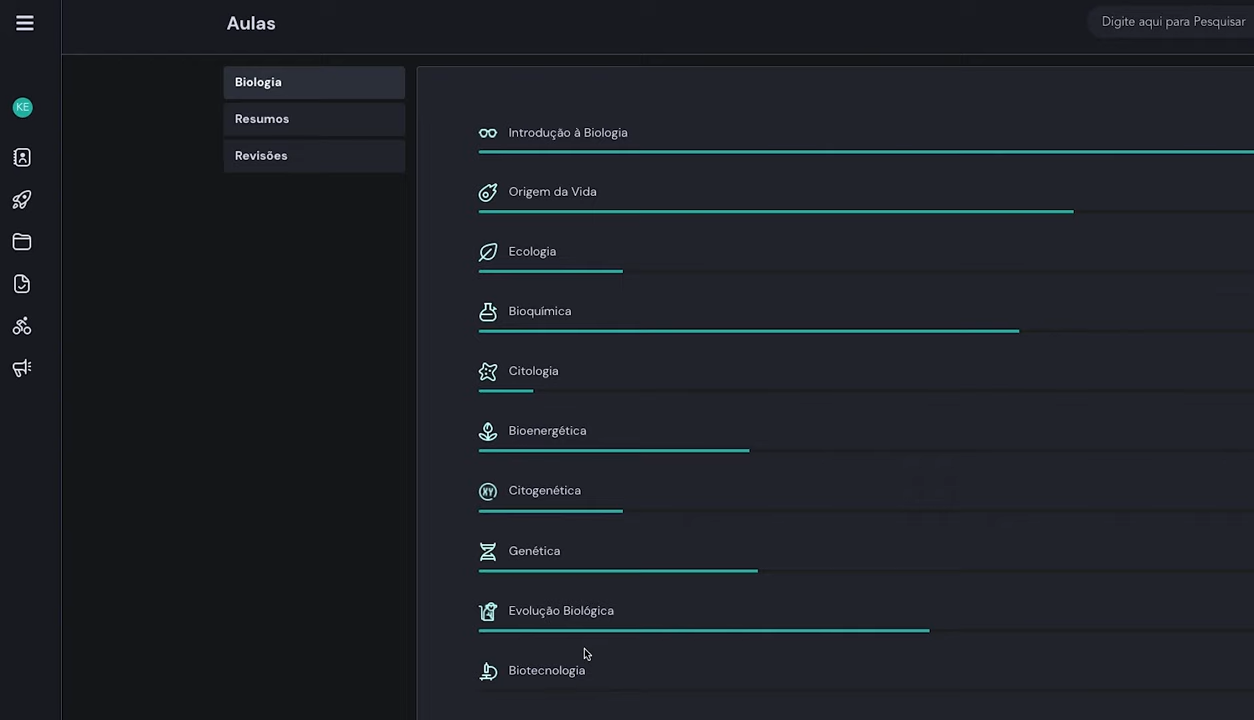 Aulas
Digite aqui para Pesquisar
KE
Biologia
Resumos
Revisões
Introdução à Biologia
Origem da Vida
Ecologia
Bioquímica
Citologia
Bioenergética
XY
Citogenética
Genética
Evolução Biológica
Biotecnologia